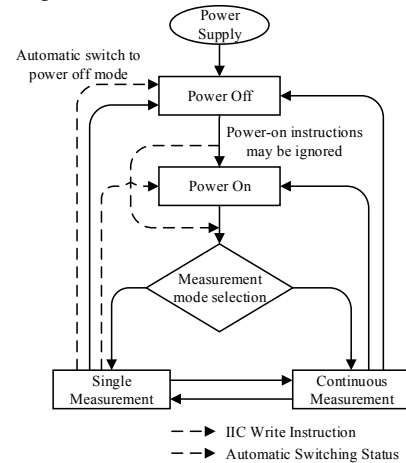 Power
Supply
Automatic switch to
power off mode
Power Off
Power-on instructions
may be ignored
Power On
Measurement
mode selection
Single
Measurement
Continuous
Measurement
IIC Write Instruction
Automatic Switching Status